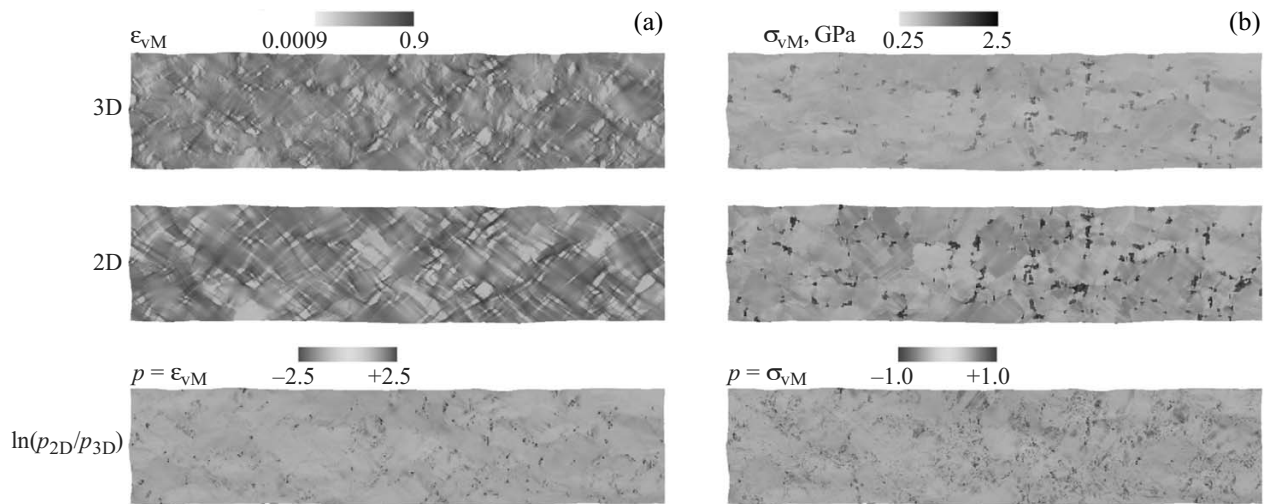 ε_vM 0.0009 0.9 (a)
σ_vM, GPa 0.25 2.5 (b)
3D
2D
p = ε_vM –2.5 +2.5
p = σ_vM –1.0 +1.0
ln(p_2D/p_3D)